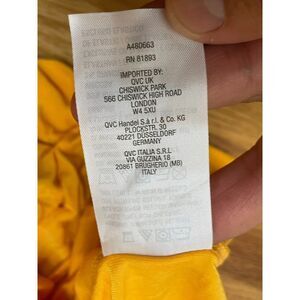 A480663
RN 81893
IMPORTED BY:
QVC UK
CHISWICK PARK
566 CHISWICK HIGH ROAD
LONDON
W4 5XU
QVC Handel S.à r.l. & Co. KG
PLOCKSTR. 30
40221 DÜSSELDORF
GERMANY
QVC ITALIA S.R.L
VIA GUZZINA 18
20861 BRUGHERIO (MB)
ITALY